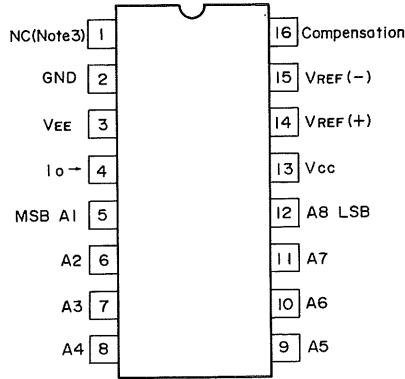 NC(Note3) 1 16 Compensation
GND 2 15 VREF (-)
VEE 3 14 VREF (+)
Io→ 4 13 Vcc
MSB A1 5 12 A8 LSB
A2 6 11 A7
A3 7 10 A6
A4 8 9 A5